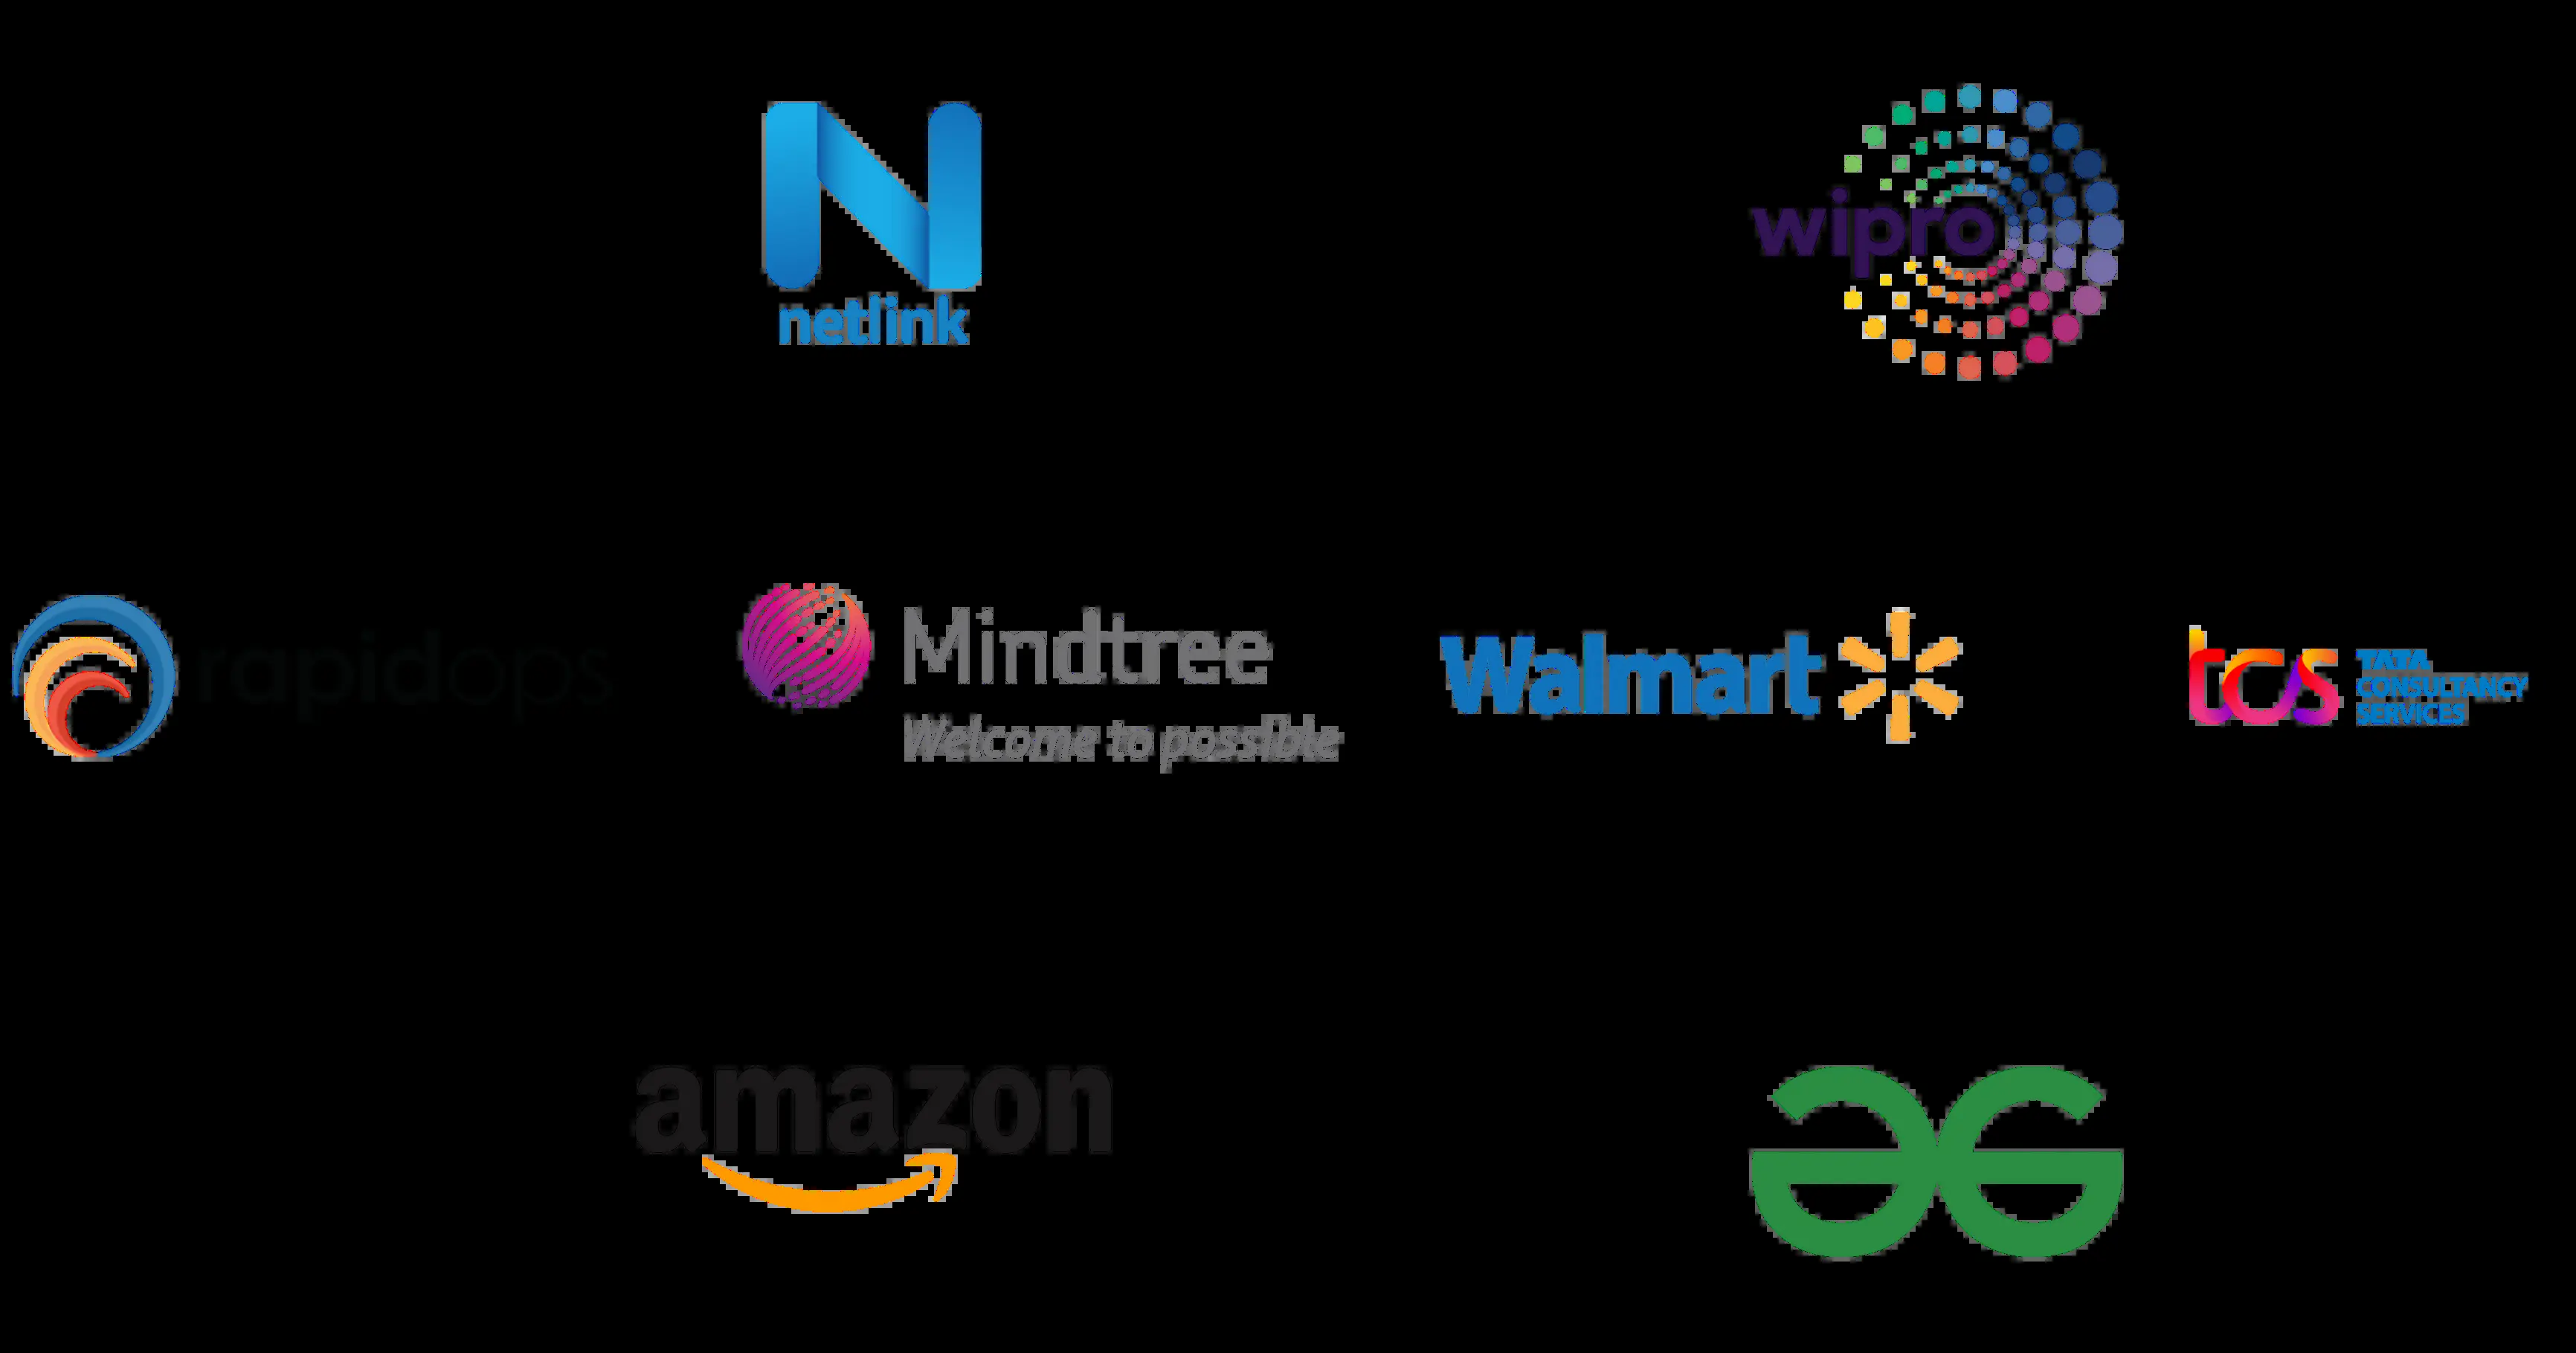 netlink
wipro
rapidops
Mindtree
Welcome to possible
Walmart
tcs
TATA
CONSULTANCY
SERVICES
amazon